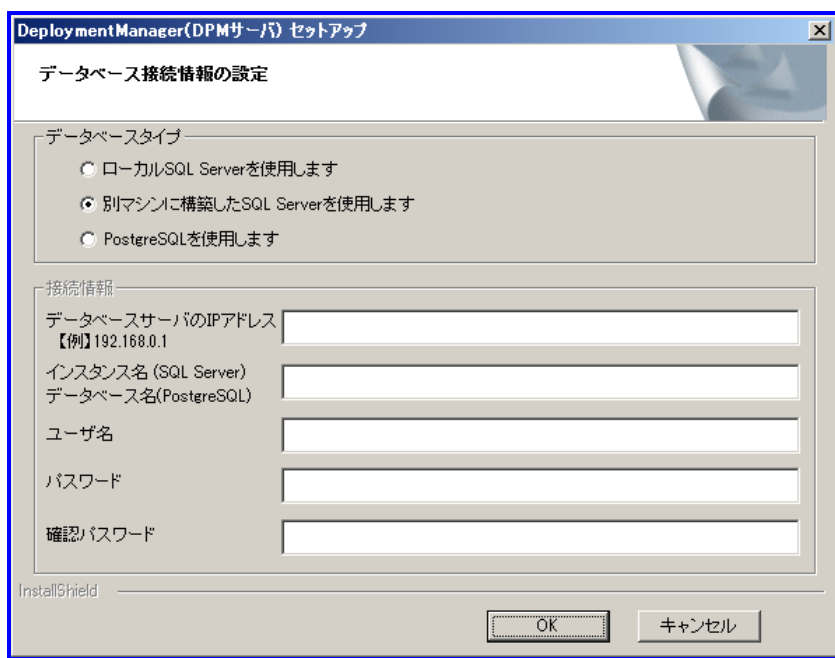 DeploymentManager(DPMサーバ) セットアップ
データベース接続情報の設定
データベースタイプ
ローカルSQL Serverを使用します
別マシンに構築したSQL Serverを使用します
PostgreSQLを使用します
接続情報
データベースサーバのIPアドレス
【例】192.168.0.1
インスタンス名 (SQL Server)
データベース名(PostgreSQL)
ユーザ名
パスワード
確認パスワード
InstallShield
OK
キャンセル